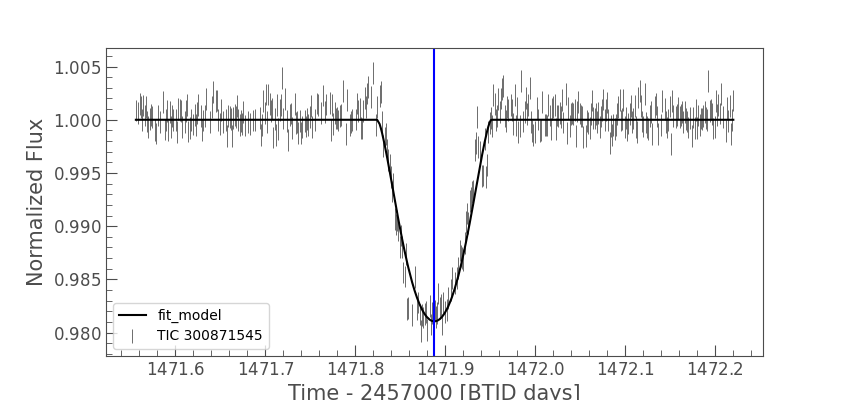 Normalized Flux
1.005
1.000
0.995
0.990
0.985
0.980
fit_model
TIC 300871545
1471.6 1471.7 1471.8 1471.9 1472.0 1472.1 1472.2
Time - 2457000 [BTJD days]